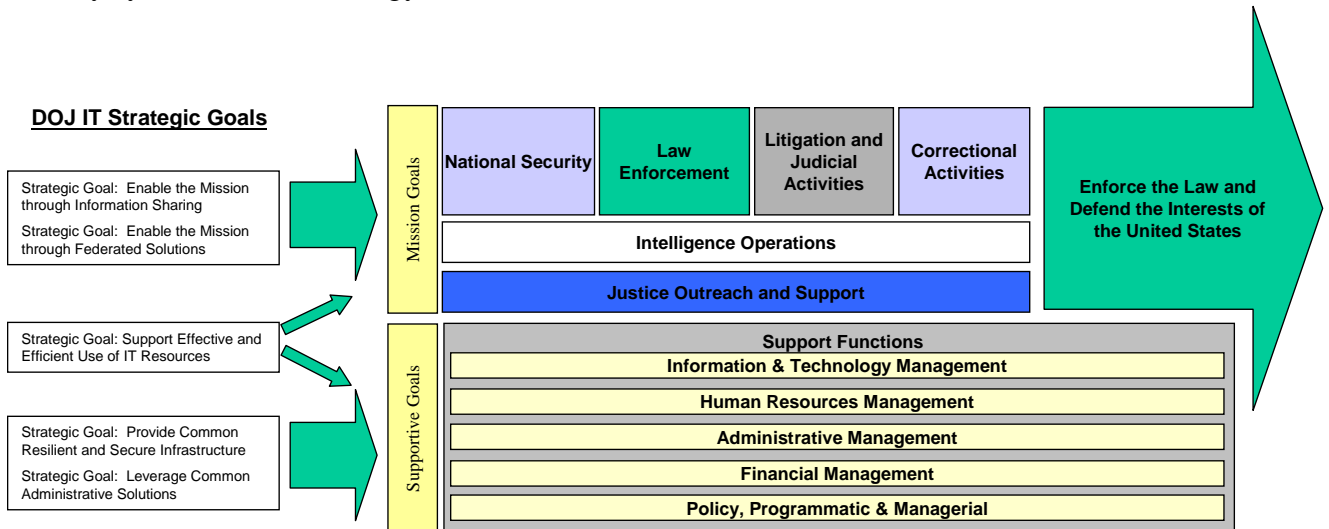 DOJ IT Strategic Goals
Strategic Goal:  Enable the Mission
through Information Sharing
Strategic Goal:  Enable the Mission
through Federated Solutions
Strategic Goal: Support Effective and
Efficient Use of IT Resources
Strategic Goal:  Provide Common
Resilient and Secure Infrastructure
Strategic Goal:  Leverage Common
Administrative Solutions
Mission Goals
National Security
Law
Enforcement
Litigation and
Judicial
Activities
Correctional
Activities
Intelligence Operations
Justice Outreach and Support
Enforce the Law and
Defend the Interests of
the United States
Supportive Goals
Support Functions
Information & Technology Management
Human Resources Management
Administrative Management
Financial Management
Policy, Programmatic & Managerial